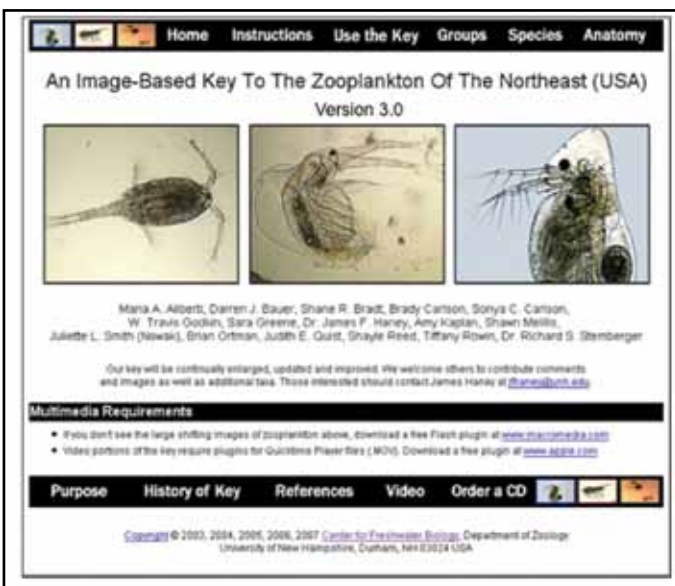 Home Instructions Use the Key Groups Species Anatomy
An Image-Based Key To The Zooplankton Of The Northeast (USA)
Version 3.0
Maria A. Aliberti, Darren J. Bauer, Shane R. Bradt, Brady Carlson, Sonya C. Carlson,
W. Travis Godkin, Sara Greene, Dr. James F. Haney, Amy Kaplan, Shawn Melillo,
Juliette L. Smith (Nowak), Brian Ortman, Judith E. Quist, Shayle Reed, Tiffany Rowin, Dr. Richard S. Stemberger
Our key will be continually enlarged, updated and improved. We welcome others to contribute comments
and images as well as additional taxa. Those interested should contact James Haney at jfhaney@unh.edu.
Multimedia Requirements
• If you don't see the large shifting images of zooplankton above, download a free Flash plugin at www.macromedia.com
• Video portions of the key require plugins for Quicktime Player files (.MOV). Download a free plugin at www.apple.com
Purpose History of Key References Video Order a CD
Copyright © 2003, 2004, 2005, 2006, 2007 Center for Freshwater Biology, Department of Zoology
University of New Hampshire, Durham, NH 03824 USA